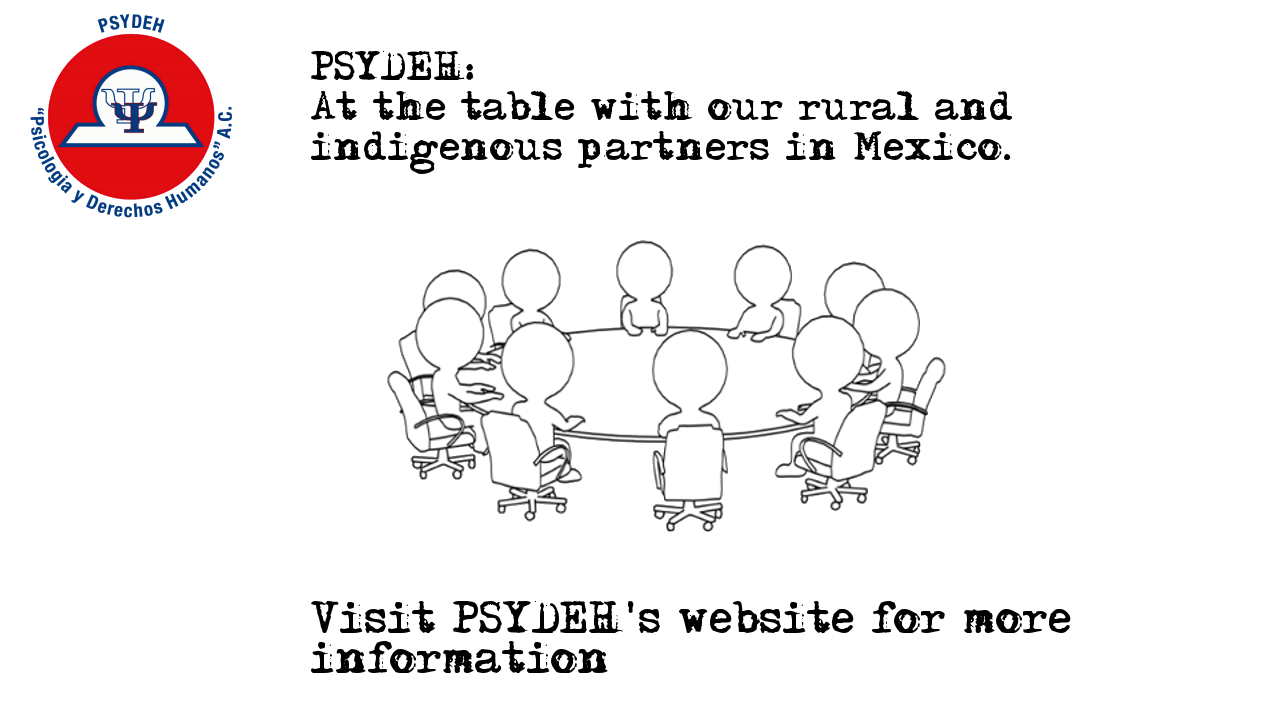 PSYDEH
"Psicología y Derechos Humanos" A.C.
PSYDEH:
At the table with our rural and
indigenous partners in Mexico.
Visit PSYDEH's website for more
information